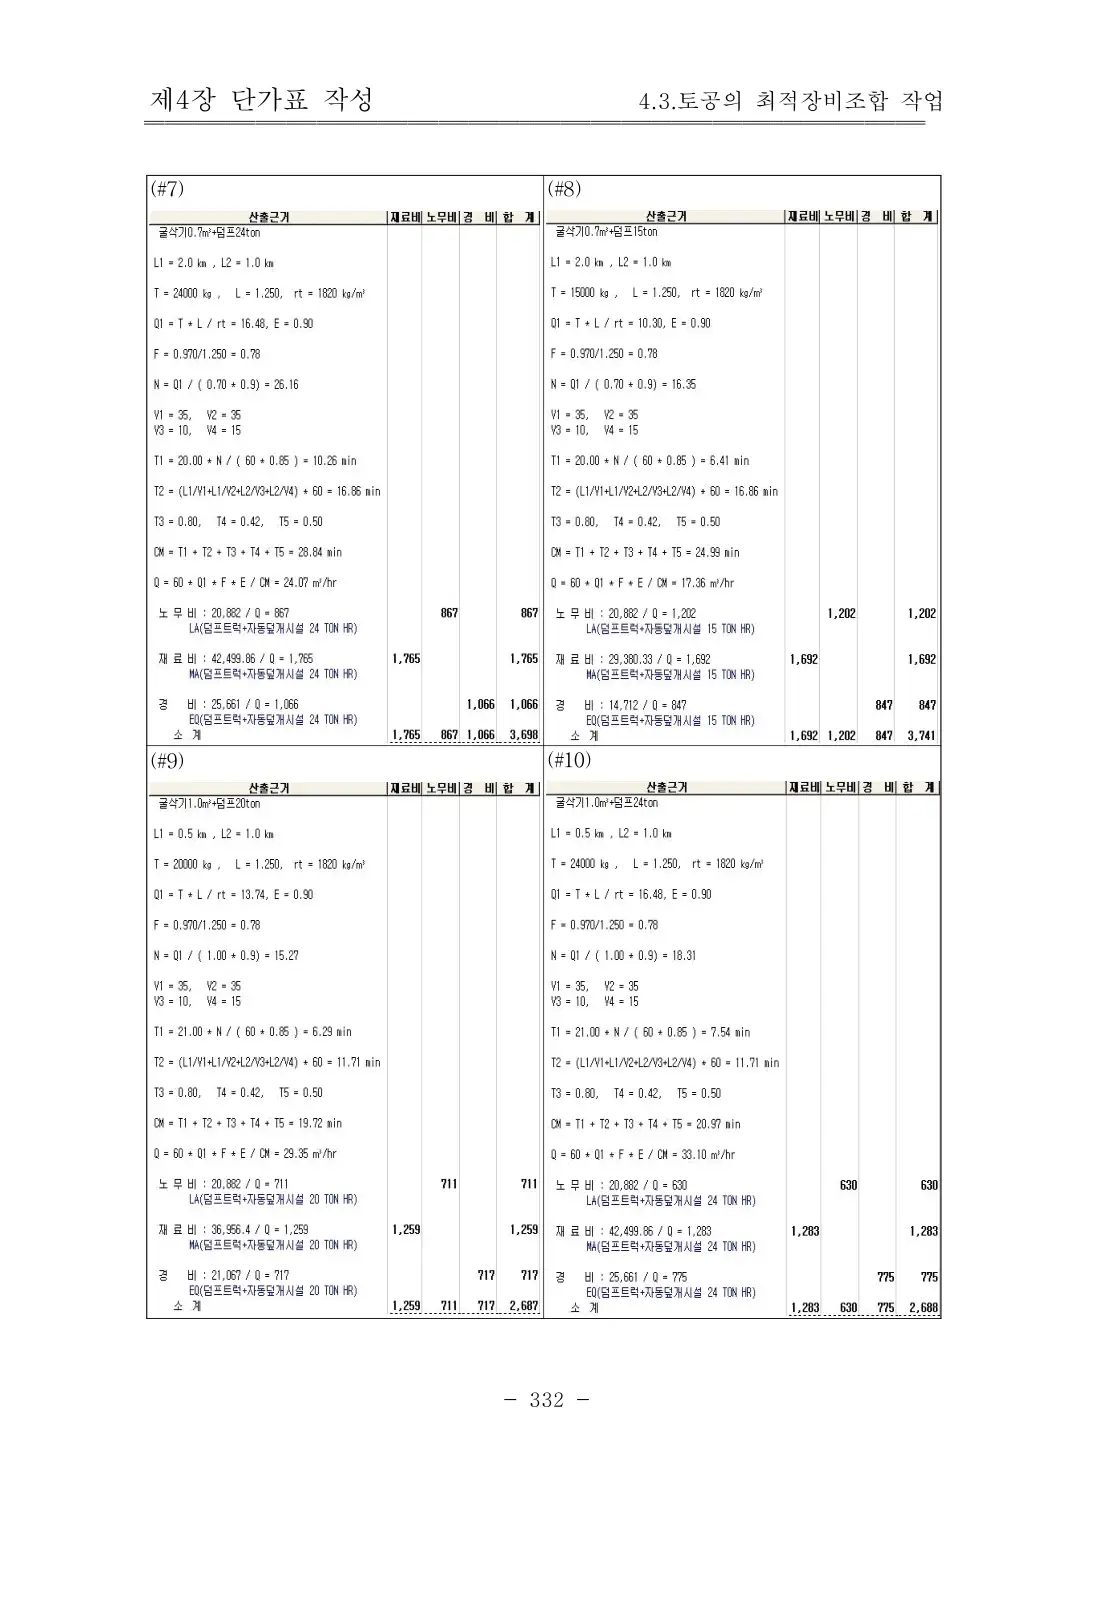 제4장 단가표 작성 4.3.토공의 최적장비조합 작업
(#7)
산출근거 재료비 노무비 경 비 합 계
굴삭기0.7m³+덤프24ton
L1 = 2.0 km , L2 = 1.0 km
T = 24000 kg , L = 1.250, rt = 1820 kg/m³
Q1 = T * L / rt = 16.48, E = 0.90
F = 0.970/1.250 = 0.78
N = Q1 / ( 0.70 * 0.9) = 26.16
V1 = 35, V2 = 35
V3 = 10, V4 = 15
T1 = 20.00 * N / ( 60 * 0.85 ) = 10.26 min
T2 = (L1/V1+L1/V2+L2/V3+L2/V4) * 60 = 16.86 min
T3 = 0.80, T4 = 0.42, T5 = 0.50
CM = T1 + T2 + T3 + T4 + T5 = 28.84 min
Q = 60 * Q1 * F * E / CM = 24.07 m³/hr
노 무 비 : 20,882 / Q = 867 867 867
LA(덤프트럭+자동덮개시설 24 TON HR)
재 료 비 : 42,499.86 / Q = 1,765 1,765 1,765
MA(덤프트럭+자동덮개시설 24 TON HR)
경 비 : 25,661 / Q = 1,066 1,066 1,066
EQ(덤프트럭+자동덮개시설 24 TON HR)
소 계 1,765 867 1,066 3,698
(#8)
산출근거 재료비 노무비 경 비 합 계
굴삭기0.7m³+덤프15ton
L1 = 2.0 km , L2 = 1.0 km
T = 15000 kg , L = 1.250, rt = 1820 kg/m³
Q1 = T * L / rt = 10.30, E = 0.90
F = 0.970/1.250 = 0.78
N = Q1 / ( 0.70 * 0.9) = 16.35
V1 = 35, V2 = 35
V3 = 10, V4 = 15
T1 = 20.00 * N / ( 60 * 0.85 ) = 6.41 min
T2 = (L1/V1+L1/V2+L2/V3+L2/V4) * 60 = 16.86 min
T3 = 0.80, T4 = 0.42, T5 = 0.50
CM = T1 + T2 + T3 + T4 + T5 = 24.99 min
Q = 60 * Q1 * F * E / CM = 17.36 m³/hr
노 무 비 : 20,882 / Q = 1,202 1,202 1,202
LA(덤프트럭+자동덮개시설 15 TON HR)
재 료 비 : 29,380.33 / Q = 1,692 1,692 1,692
MA(덤프트럭+자동덮개시설 15 TON HR)
경 비 : 14,712 / Q = 847 847 847
EQ(덤프트럭+자동덮개시설 15 TON HR)
소 계 1,692 1,202 847 3,741
(#9)
산출근거 재료비 노무비 경 비 합 계
굴삭기1.0m³+덤프20ton
L1 = 0.5 km , L2 = 1.0 km
T = 20000 kg , L = 1.250, rt = 1820 kg/m³
Q1 = T * L / rt = 13.74, E = 0.90
F = 0.970/1.250 = 0.78
N = Q1 / ( 1.00 * 0.9) = 15.27
V1 = 35, V2 = 35
V3 = 10, V4 = 15
T1 = 21.00 * N / ( 60 * 0.85 ) = 6.29 min
T2 = (L1/V1+L1/V2+L2/V3+L2/V4) * 60 = 11.71 min
T3 = 0.80, T4 = 0.42, T5 = 0.50
CM = T1 + T2 + T3 + T4 + T5 = 19.72 min
Q = 60 * Q1 * F * E / CM = 29.35 m³/hr
노 무 비 : 20,882 / Q = 711 711 711
LA(덤프트럭+자동덮개시설 20 TON HR)
재 료 비 : 36,956.4 / Q = 1,259 1,259 1,259
MA(덤프트럭+자동덮개시설 20 TON HR)
경 비 : 21,067 / Q = 717 717 717
EQ(덤프트럭+자동덮개시설 20 TON HR)
소 계 1,259 711 717 2,687
(#10)
산출근거 재료비 노무비 경 비 합 계
굴삭기1.0m³+덤프24ton
L1 = 0.5 km , L2 = 1.0 km
T = 24000 kg , L = 1.250, rt = 1820 kg/m³
Q1 = T * L / rt = 16.48, E = 0.90
F = 0.970/1.250 = 0.78
N = Q1 / ( 1.00 * 0.9) = 18.31
V1 = 35, V2 = 35
V3 = 10, V4 = 15
T1 = 21.00 * N / ( 60 * 0.85 ) = 7.54 min
T2 = (L1/V1+L1/V2+L2/V3+L2/V4) * 60 = 11.71 min
T3 = 0.80, T4 = 0.42, T5 = 0.50
CM = T1 + T2 + T3 + T4 + T5 = 20.97 min
Q = 60 * Q1 * F * E / CM = 33.10 m³/hr
노 무 비 : 20,882 / Q = 630 630 630
LA(덤프트럭+자동덮개시설 24 TON HR)
재 료 비 : 42,499.86 / Q = 1,283 1,283 1,283
MA(덤프트럭+자동덮개시설 24 TON HR)
경 비 : 25,661 / Q = 775 775 775
EQ(덤프트럭+자동덮개시설 24 TON HR)
소 계 1,283 630 775 2,688
- 332 -